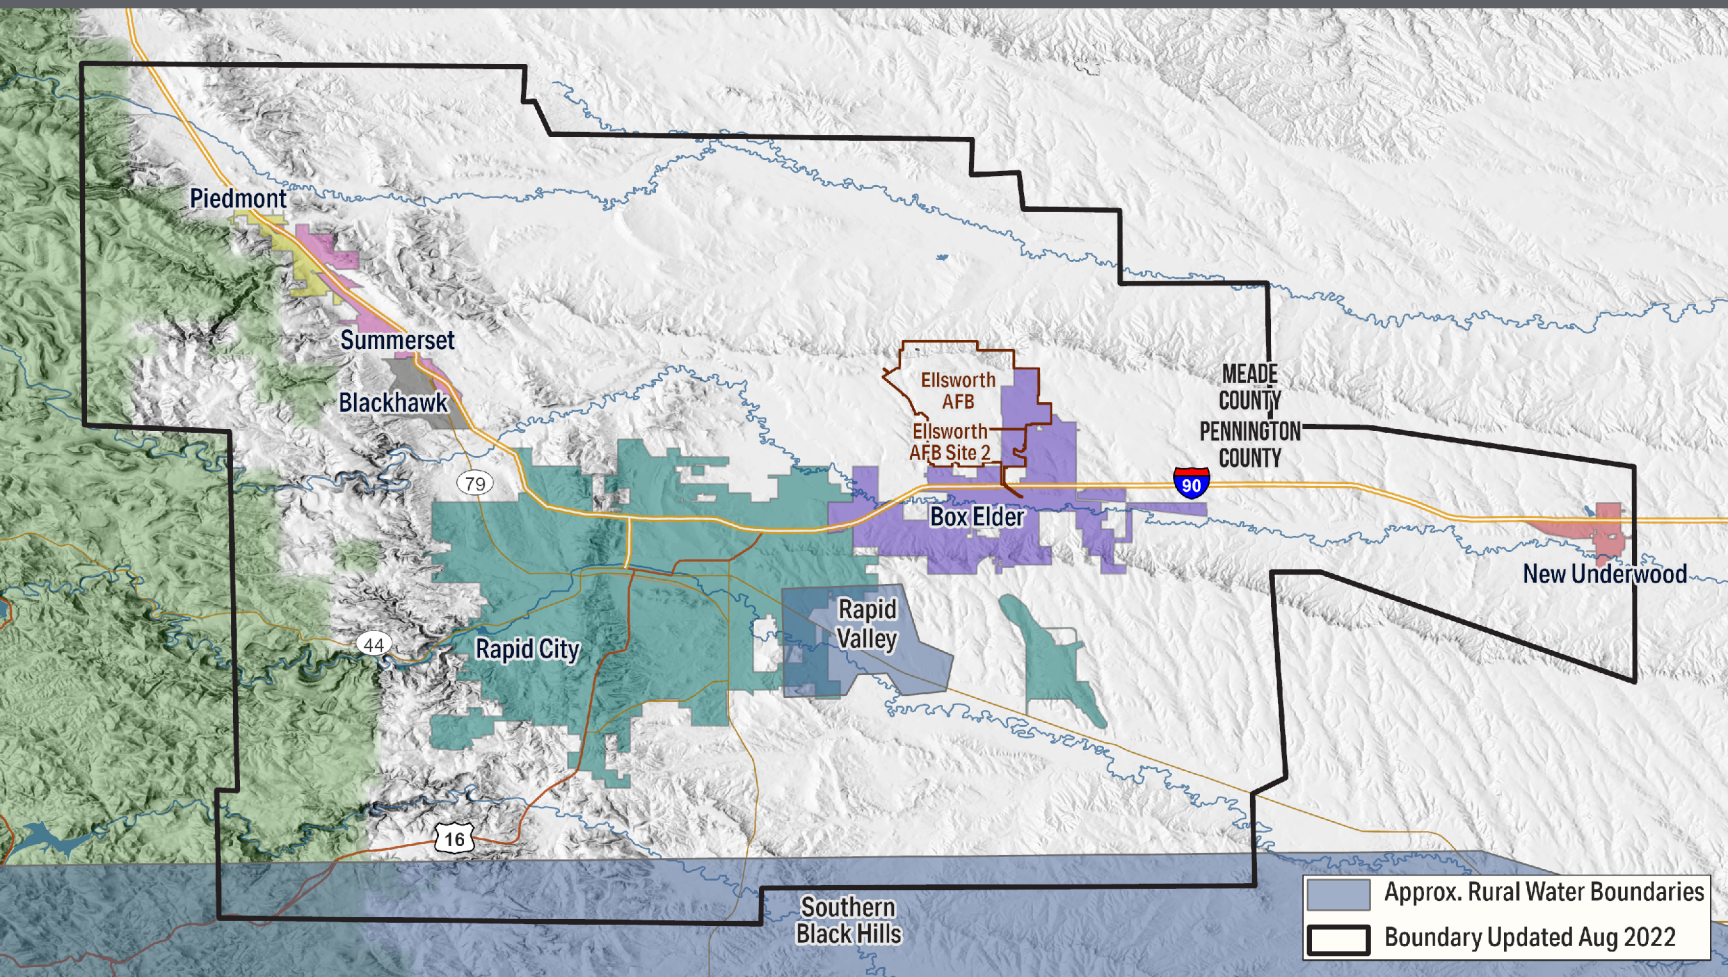 Piedmont
Summerset
Blackhawk
Ellsworth
AFB
Ellsworth
AFB Site 2
MEADE
COUNTY
PENNINGTON
COUNTY
79
90
Box Elder
New Underwood
Rapid
Valley
44
Rapid City
16
Southern
Black Hills
Approx. Rural Water Boundaries
Boundary Updated Aug 2022